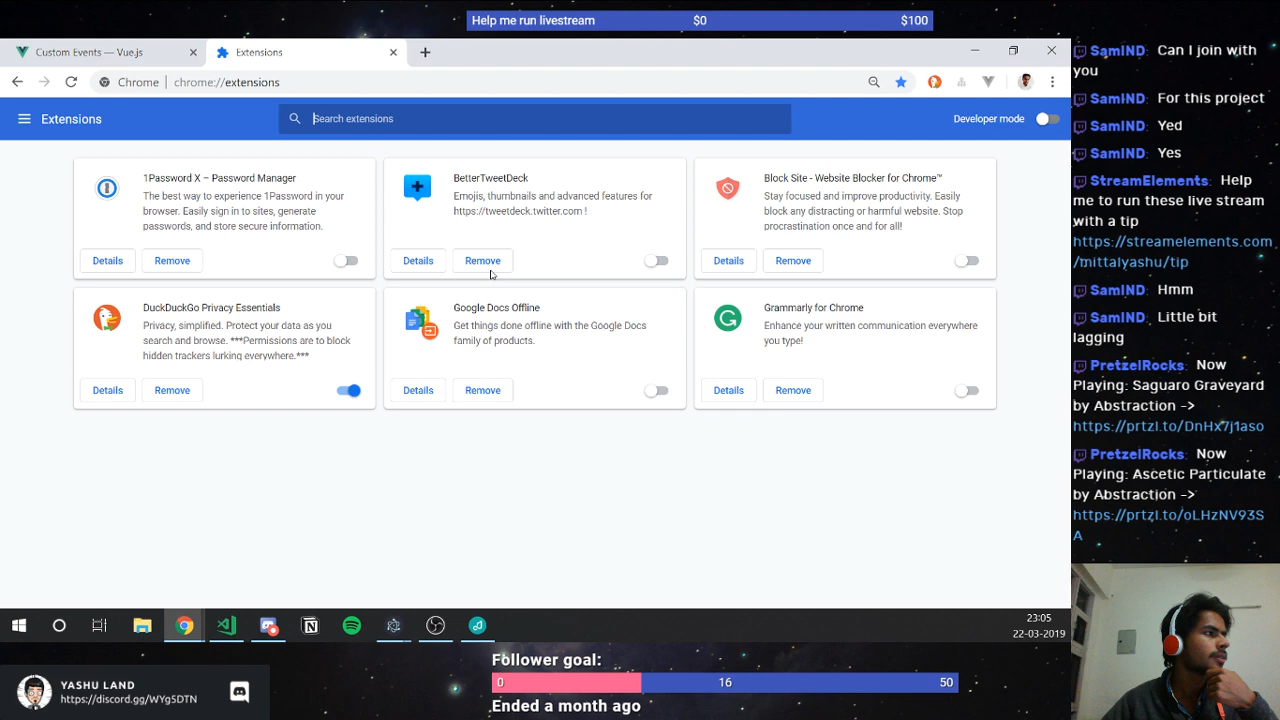 Help me run livestream $0 $100
Custom Events — Vue.js
Extensions
Chrome chrome://extensions
Extensions
Search extensions
Developer mode
1Password X – Password Manager
The best way to experience 1Password in your
browser. Easily sign in to sites, generate
passwords, and store secure information.
Details Remove
BetterTweetDeck
Emojis, thumbnails and advanced features for
https://tweetdeck.twitter.com !
Details Remove
Block Site - Website Blocker for Chrome™
Stay focused and improve productivity. Easily
block any distracting or harmful website. Stop
procrastination once and for all!
Details Remove
DuckDuckGo Privacy Essentials
Privacy, simplified. Protect your data as you
search and browse. ***Permissions are to block
hidden trackers lurking everywhere.***
Details Remove
Google Docs Offline
Get things done offline with the Google Docs
family of products.
Details Remove
Grammarly for Chrome
Enhance your written communication everywhere
you type!
Details Remove
23:05
22-03-2019
SamIND Can I join with
you
SamIND For this project
SamIND Yed
SamIND Yes
StreamElements Help
me to run these live stream
with a tip
https://streamelements.com
/mittalyashu/tip
SamIND Hmm
SamIND Little bit
lagging
PretzelRocks Now
Playing: Saguaro Graveyard
by Abstraction ->
https://prtzl.to/DnHx7j1aso
PretzelRocks Now
Playing: Ascetic Particulate
by Abstraction ->
https://prtzl.to/oLHzNV93S
A
YASHU LAND
https://discord.gg/WYg5DTN
Follower goal:
0 16 50
Ended a month ago